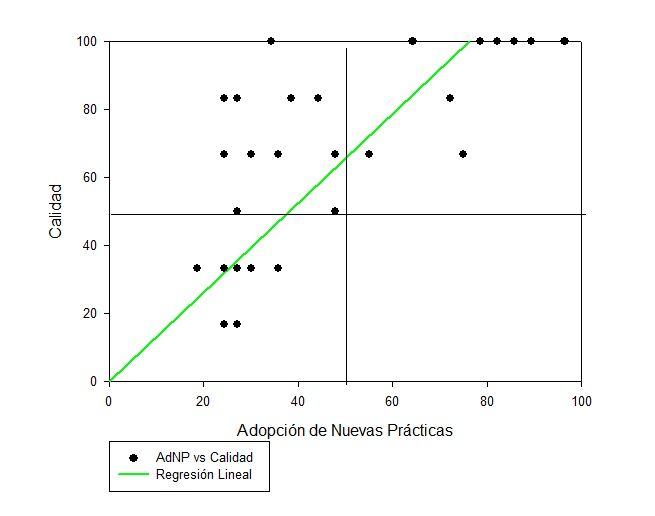 100
80
60
40
20
0
Calidad
0 20 40 60 80 100
Adopción de Nuevas Prácticas
AdNP vs Calidad
Regresión Lineal